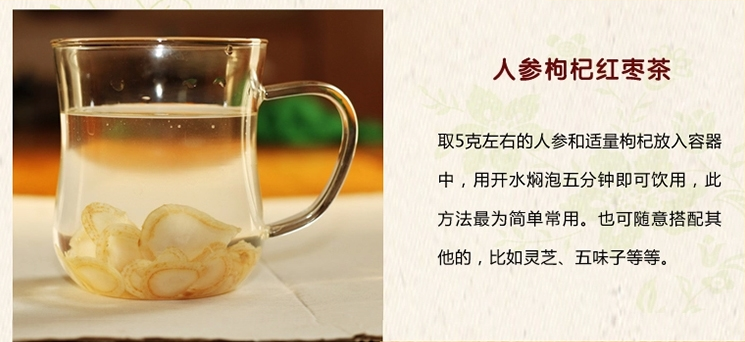 人参枸杞红枣茶
取5克左右的人参和适量枸杞放入容器
中，用开水焖泡五分钟即可饮用，此
方法最为简单常用。也可随意搭配其
他的，比如灵芝、五味子等等。